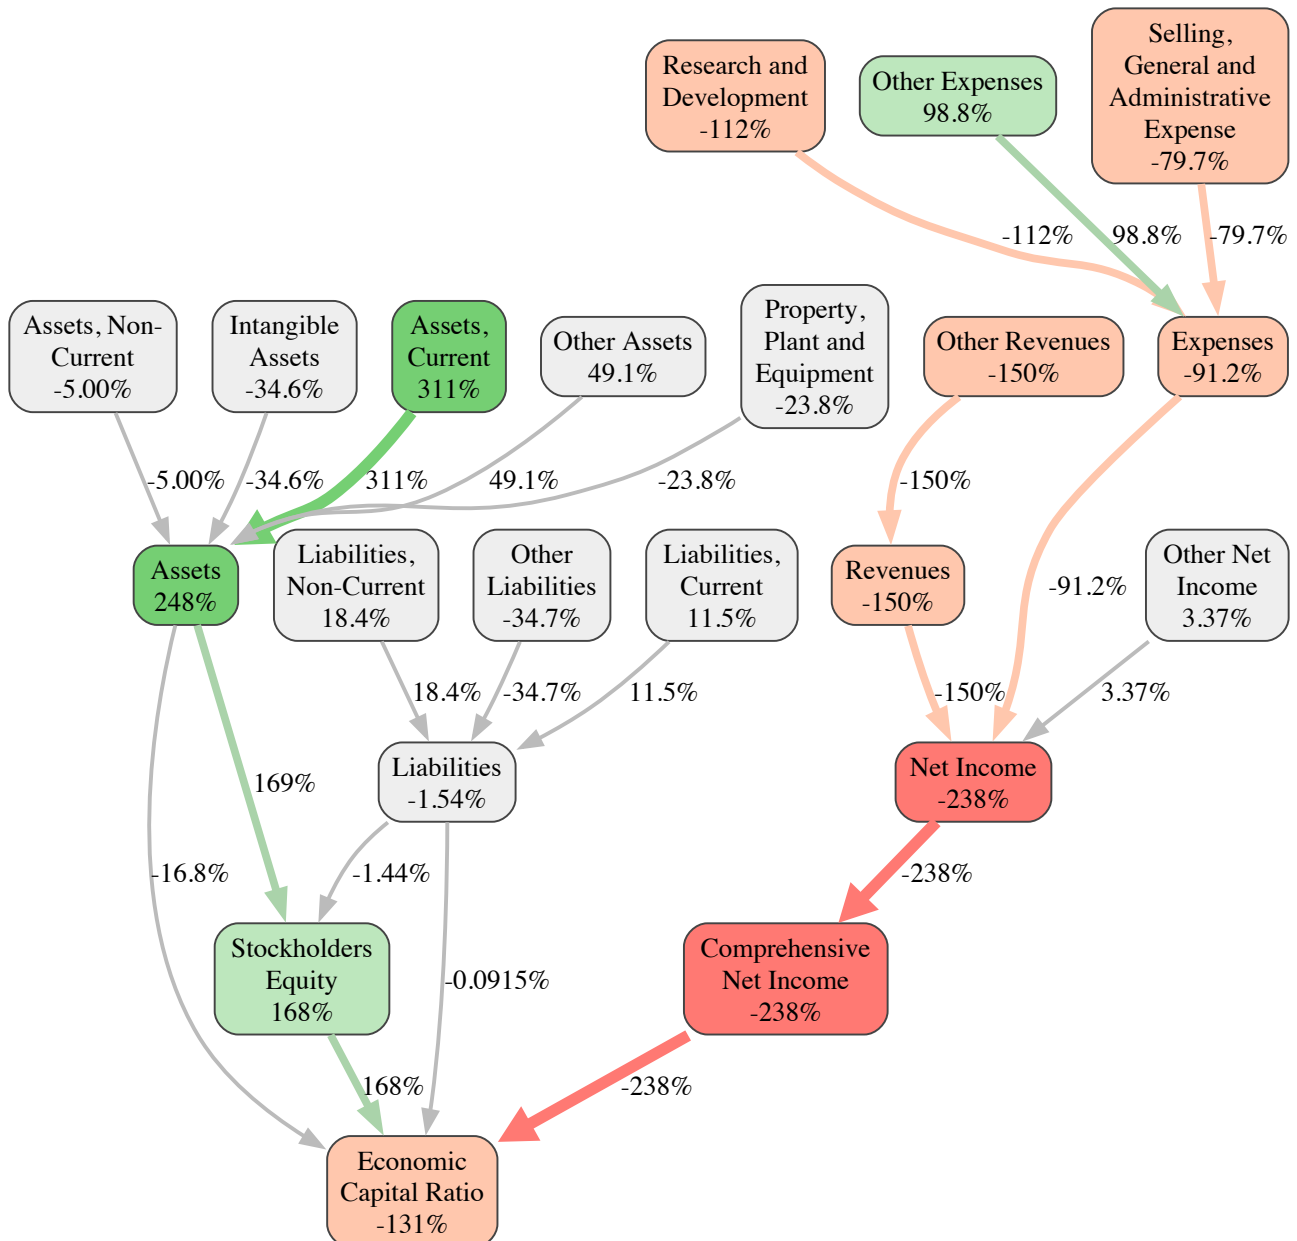 Research and
Development
-112%
Other Expenses
98.8%
Selling,
General and
Administrative
Expense
-79.7%
-112%
98.8%
-79.7%
Assets, Non-
Current
-5.00%
Intangible
Assets
-34.6%
Assets,
Current
311%
Other Assets
49.1%
Property,
Plant and
Equipment
-23.8%
Other Revenues
-150%
Expenses
-91.2%
-5.00%
-34.6%
311%
49.1%
-23.8%
-150%
Assets
248%
Liabilities,
Non-Current
18.4%
Other
Liabilities
-34.7%
Liabilities,
Current
11.5%
Revenues
-150%
-91.2%
Other Net
Income
3.37%
18.4%
-34.7%
11.5%
-150%
3.37%
169%
Liabilities
-1.54%
Net Income
-238%
-16.8%
-1.44%
-238%
Stockholders
Equity
168%
-0.0915%
Comprehensive
Net Income
-238%
168%
-238%
Economic
Capital Ratio
-131%